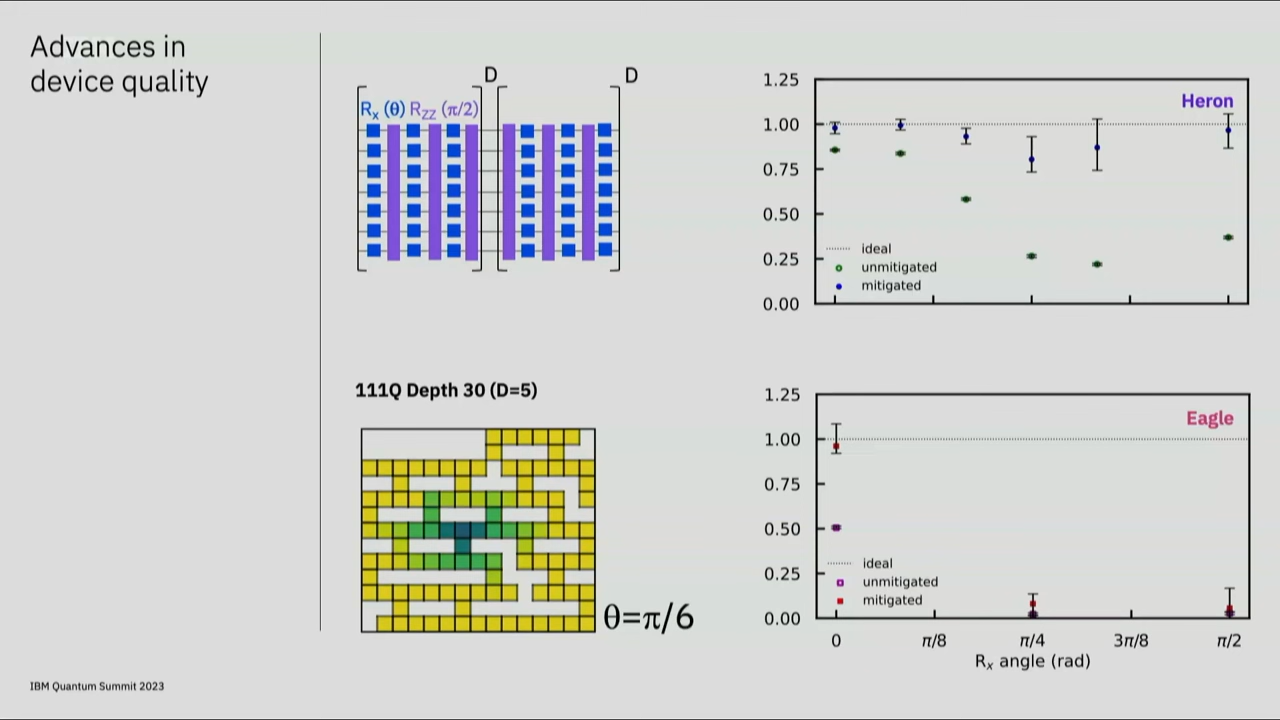 Advances in
device quality
D
D
Rₓ (θ) R_ZZ (π/2)
111Q Depth 30 (D=5)
θ=π/6
1.25
1.00
0.75
0.50
0.25
0.00
Heron
ideal
unmitigated
mitigated
1.25
1.00
0.75
0.50
0.25
0.00
Eagle
ideal
unmitigated
mitigated
0
π/8
π/4
3π/8
π/2
Rₓ angle (rad)
IBM Quantum Summit 2023